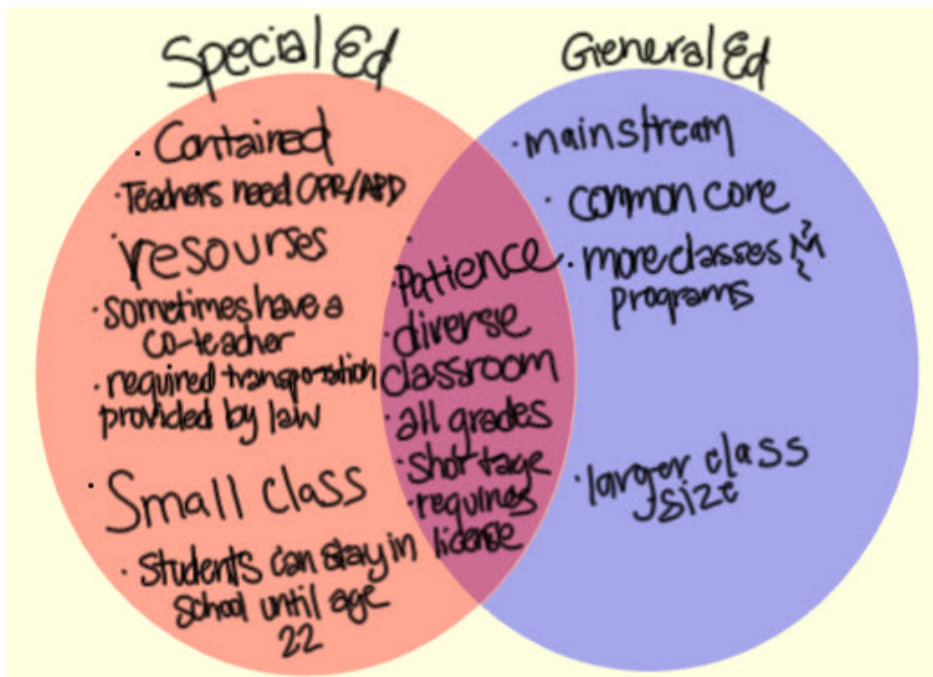 Special Ed
General Ed
· Contained
· Teachers need CPR/APD
· resourses
· sometimes have a
co-teacher
· required transportation
provided by law
· Small class
· Students can stay in
school until age
22
· Patience
· diverse
classroom
· all grades
· shortage
· requires
license
· mainstream
· common core
· more classes
programs
· larger class
size